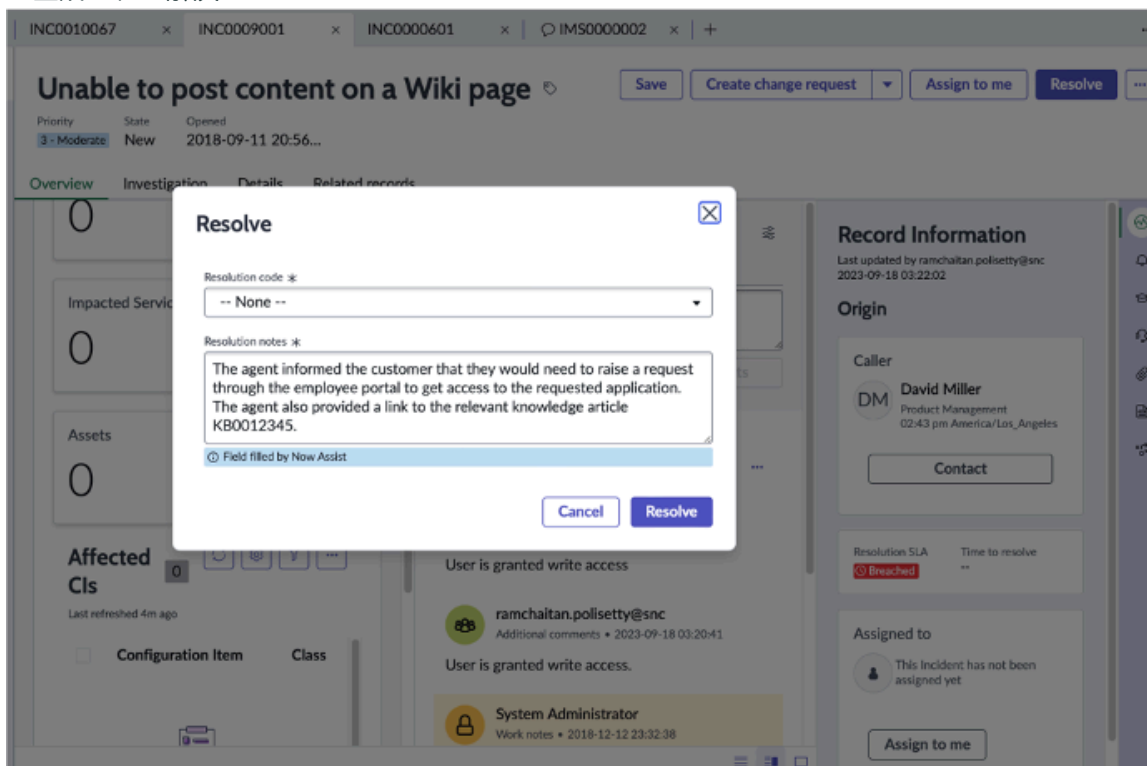 INC0010067 × INC0009001 × INC0000601 × IMS0000002 × +
Unable to post content on a Wiki page
Save Create change request Assign to me Resolve
Priority State Opened
3 - Moderate New 2018-09-11 20:56...
Overview Investigation Details Related records
0
Impacted Servic
0
Assets
0
Affected CIs 0
Last refreshed 4m ago
Configuration Item Class
Resolve
Resolution code *
-- None --
Resolution notes *
The agent informed the customer that they would need to raise a request
through the employee portal to get access to the requested application.
The agent also provided a link to the relevant knowledge article
KB0012345.
Field filled by Now Assist
Cancel Resolve
User is granted write access
ramchaitan.polisetty@snc
Additional comments • 2023-09-18 03:20:41
User is granted write access.
System Administrator
Work notes • 2018-12-12 23:32:38
Record Information
Last updated by ramchaitan.polisetty@snc
2023-09-18 03:22:02
Origin
Caller
DM David Miller
Product Management
02:43 pm America/Los_Angeles
Contact
Resolution SLA Time to resolve
Breached --
Assigned to
This Incident has not been
assigned yet
Assign to me